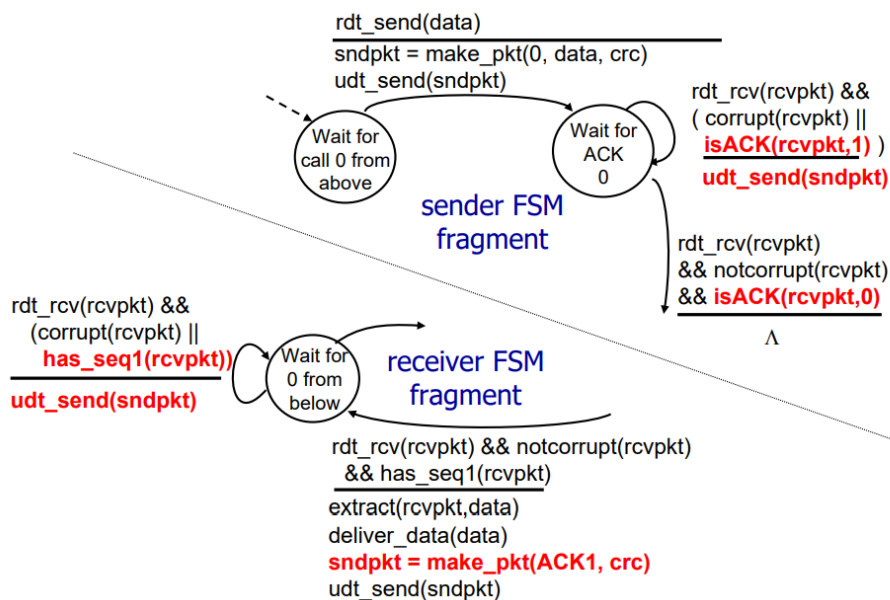 rdt_send(data)
sndpkt = make_pkt(0, data, crc)
udt_send(sndpkt)
Wait for
call 0 from
above
Wait for
ACK
0
rdt_rcv(rcvpkt) &&
( corrupt(rcvpkt) ||
isACK(rcvpkt,1) )
udt_send(sndpkt)
sender FSM
fragment
rdt_rcv(rcvpkt)
&& notcorrupt(rcvpkt)
&& isACK(rcvpkt,0)
Λ
rdt_rcv(rcvpkt) &&
(corrupt(rcvpkt) ||
has_seq1(rcvpkt))
udt_send(sndpkt)
Wait for
0 from
below
receiver FSM
fragment
rdt_rcv(rcvpkt) && notcorrupt(rcvpkt)
&& has_seq1(rcvpkt)
extract(rcvpkt,data)
deliver_data(data)
sndpkt = make_pkt(ACK1, crc)
udt_send(sndpkt)